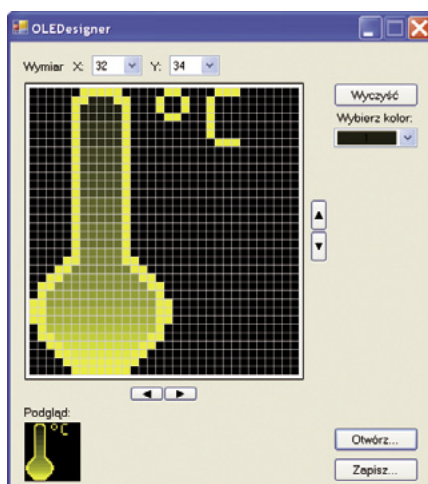 OLEDesigner
Wymiar X: 32 Y: 34
Wyczyść
Wybierz kolor:
°C
Podgląd:
°C
Otwórz...
Zapisz...